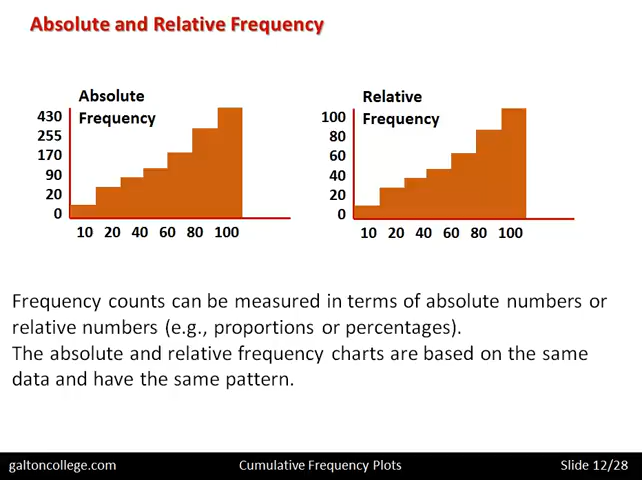 Absolute and Relative Frequency
Absolute
Frequency
430
255
170
90
20
0
10 20 40 60 80 100
Relative
Frequency
100
80
60
40
20
0
10 20 40 60 80 100
Frequency counts can be measured in terms of absolute numbers or
relative numbers (e.g., proportions or percentages).
The absolute and relative frequency charts are based on the same
data and have the same pattern.
galtoncollege.com Cumulative Frequency Plots Slide 12/28